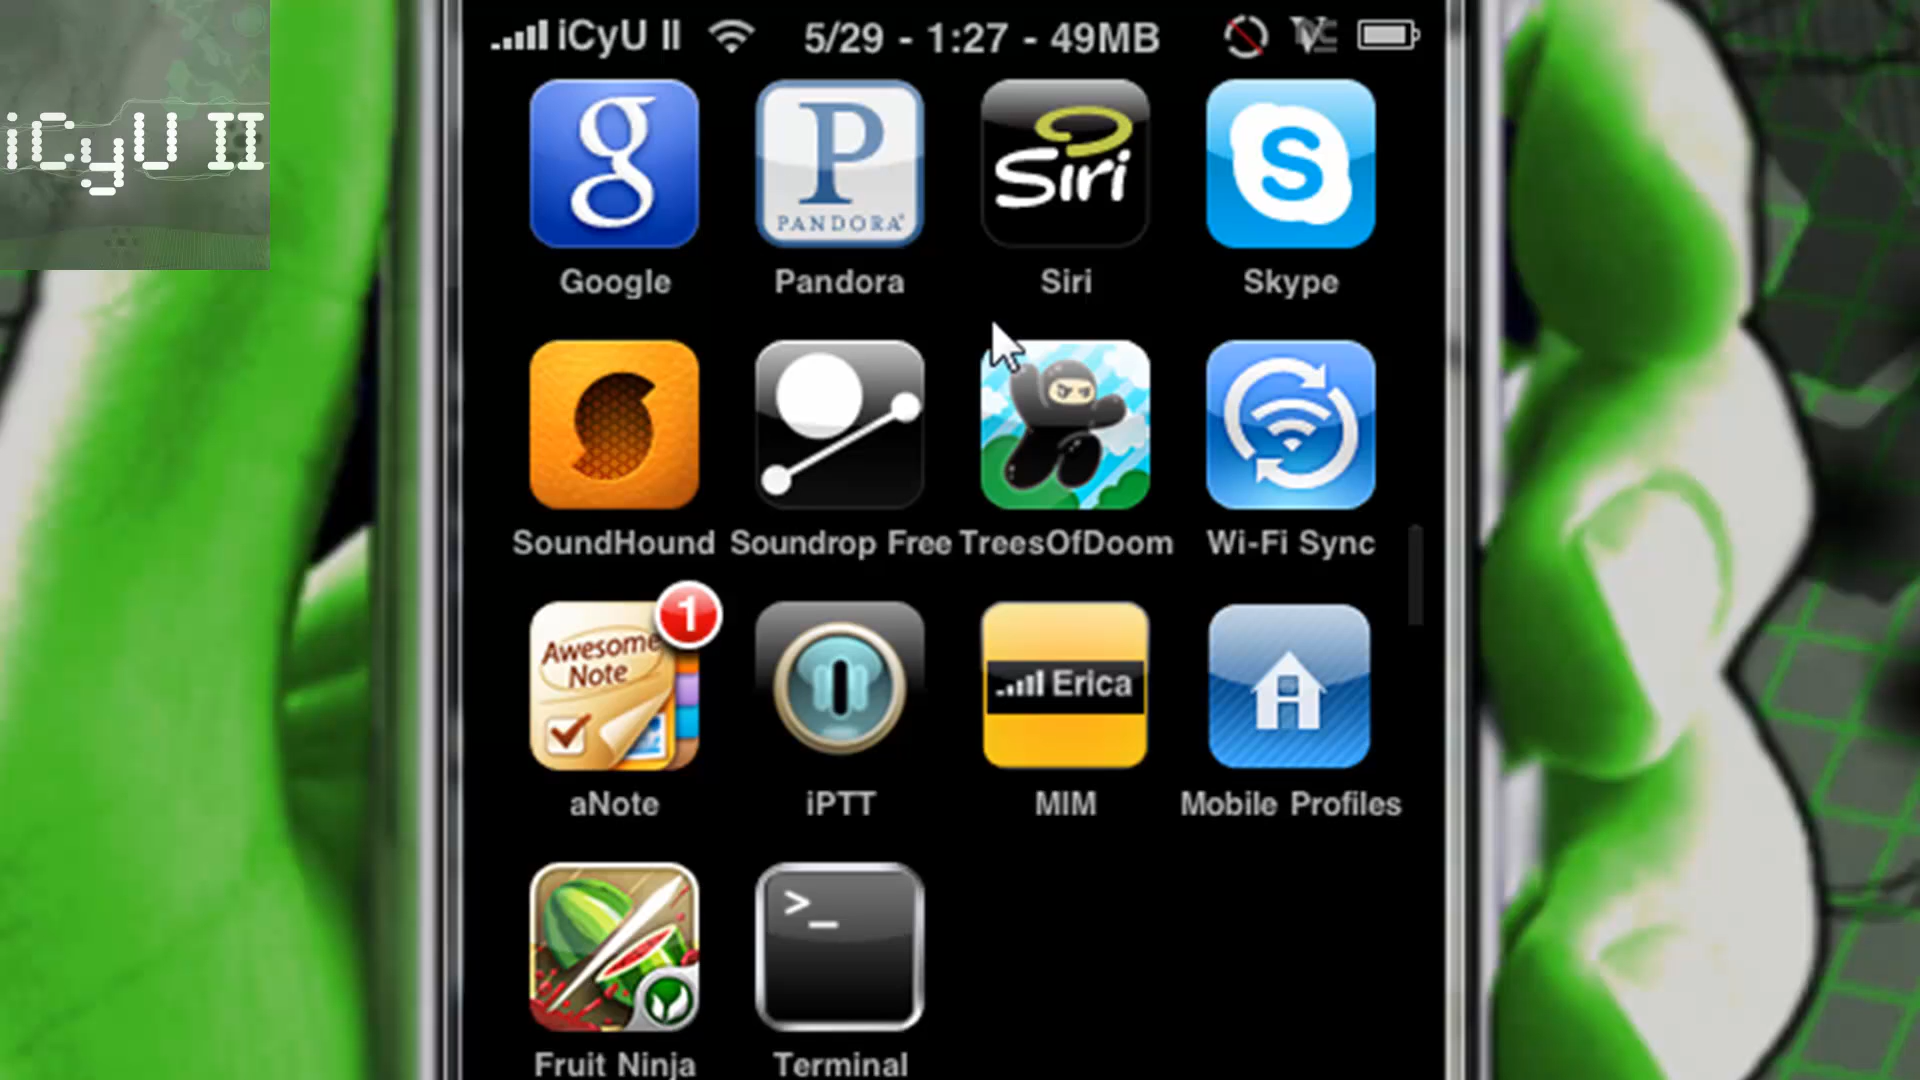 iCyU II
iCyU II 5/29 - 1:27 - 49MB
g P PANDORA Siri S
Google Pandora Siri Skype
SoundHound Soundrop Free TreesOfDoom Wi-Fi Sync
Awesome
Note
1
Erica
aNote iPTT MIM Mobile Profiles
>_
Fruit Ninja Terminal